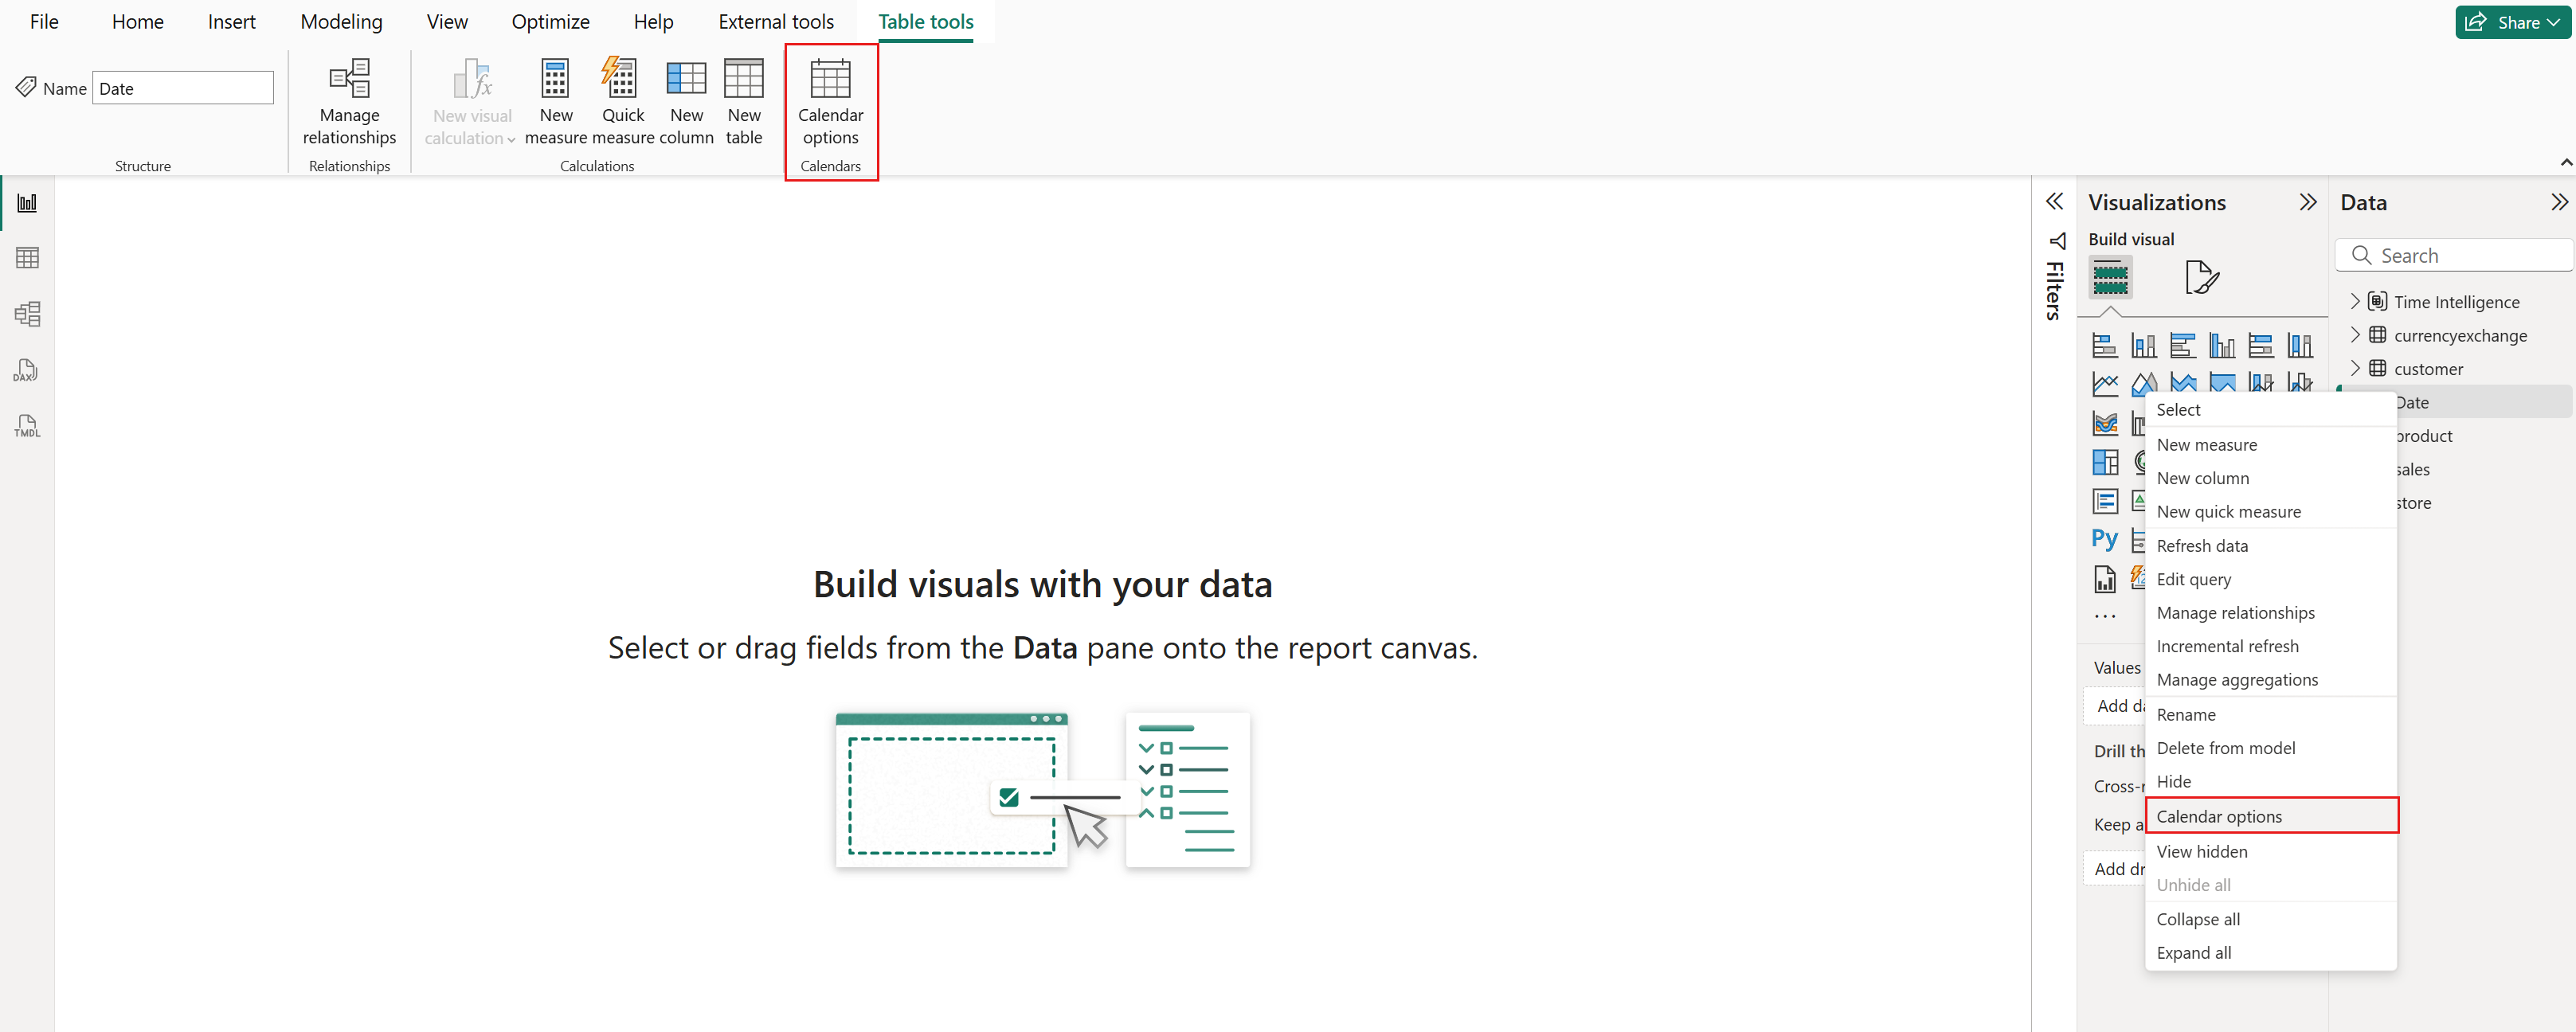 File Home Insert Modeling View Optimize Help External tools Table tools Share
Name Date
Manage relationships
New visual calculation
New measure
Quick measure
New column
New table
Calendar options
Structure Relationships Calculations Calendars
Filters
Visualizations
Build visual
Py
Values
Add da
Drill th
Cross-r
Keep a
Add dr
Data
Search
Time Intelligence
currencyexchange
customer
Date
product
sales
store
Select
New measure
New column
New quick measure
Refresh data
Edit query
Manage relationships
Incremental refresh
Manage aggregations
Rename
Delete from model
Hide
Calendar options
View hidden
Unhide all
Collapse all
Expand all
DAX
TMDL
Build visuals with your data
Select or drag fields from the Data pane onto the report canvas.